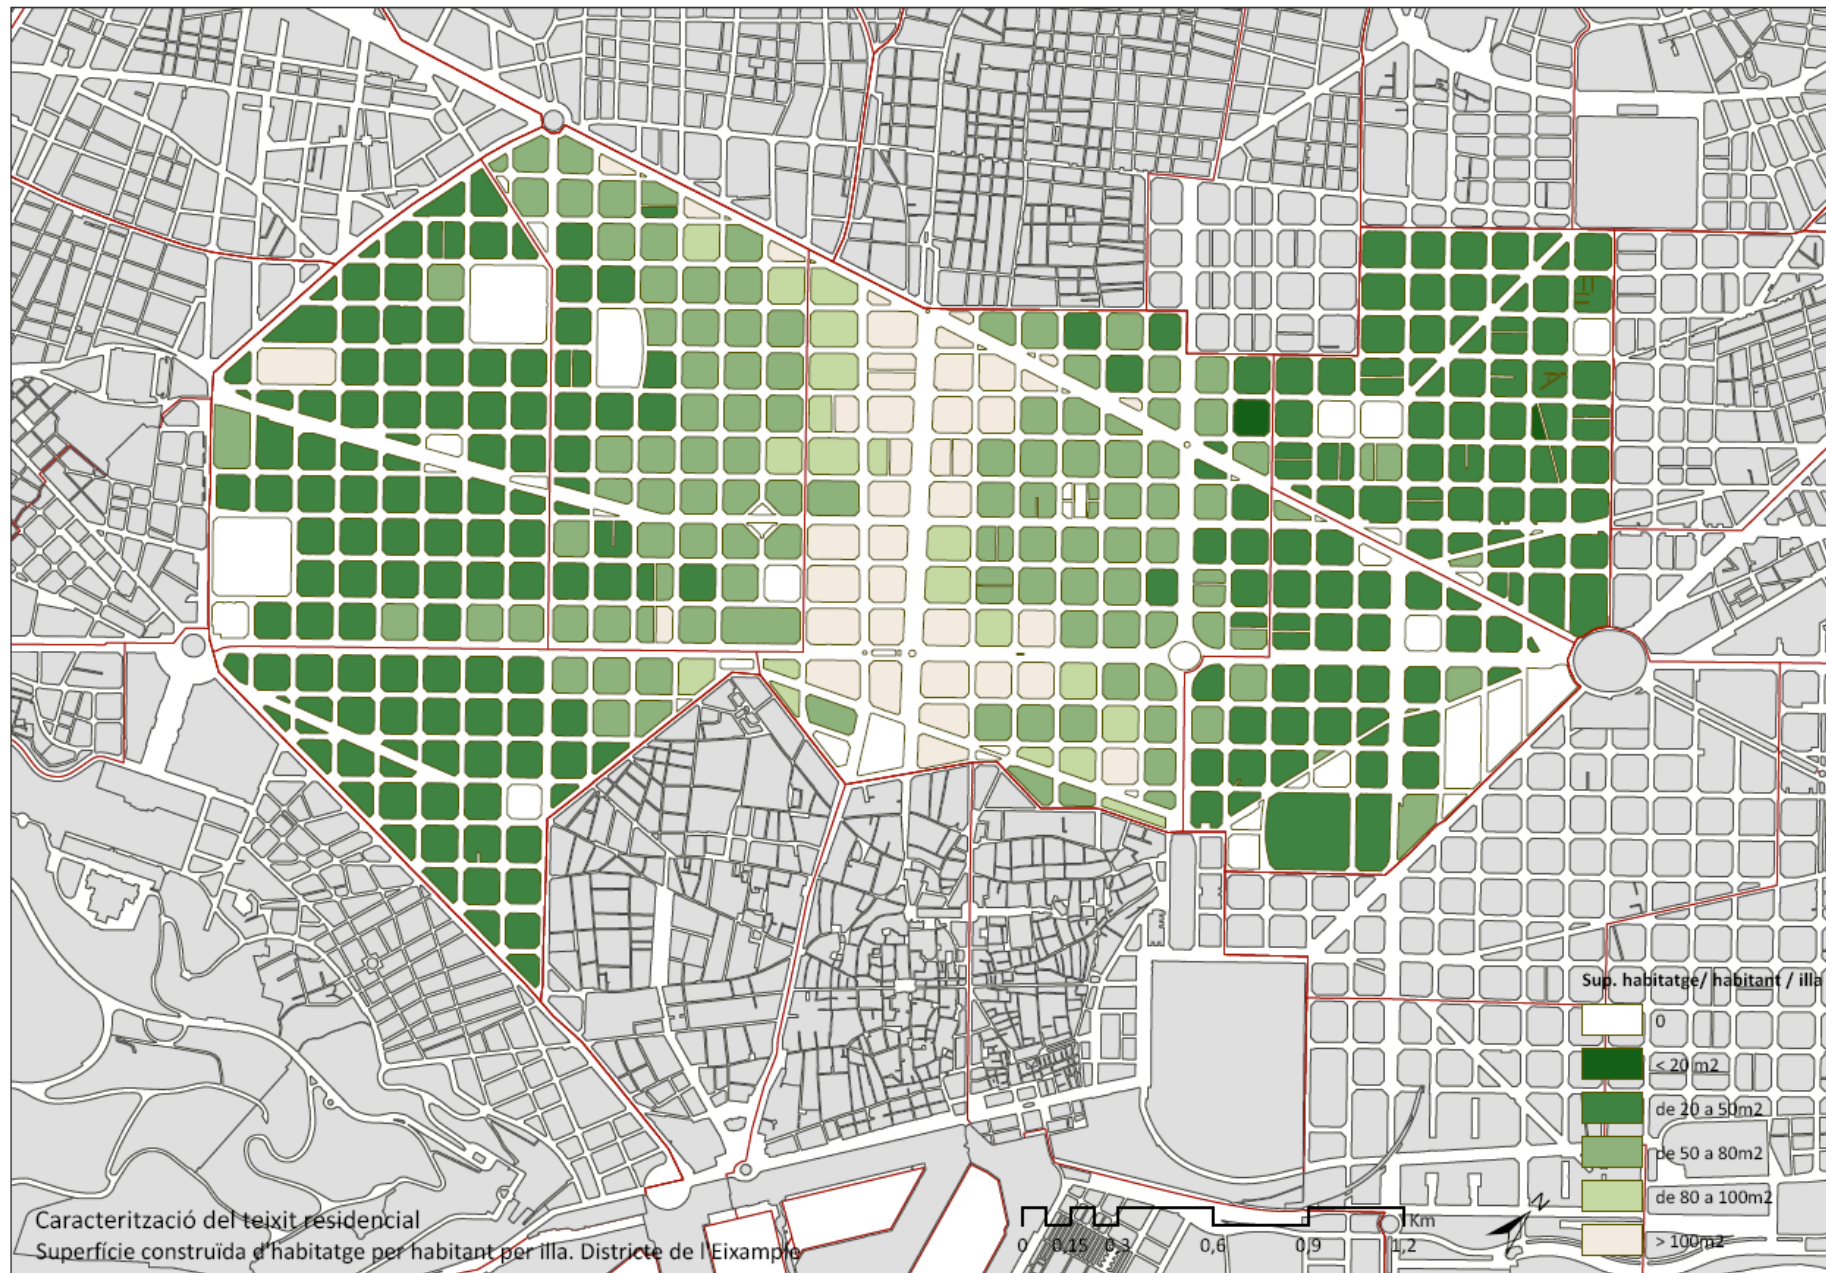 Sup. habitatge/ habitant / illa
0
< 20 m2
de 20 a 50m2
de 50 a 80m2
de 80 a 100m2
> 100m2
N
Km
0 0,15 0,3 0,6 0,9 1,2
Caracterització del teixit residencial
Superfície construïda d'habitatge per habitant per illa. Districte de l'Eixample